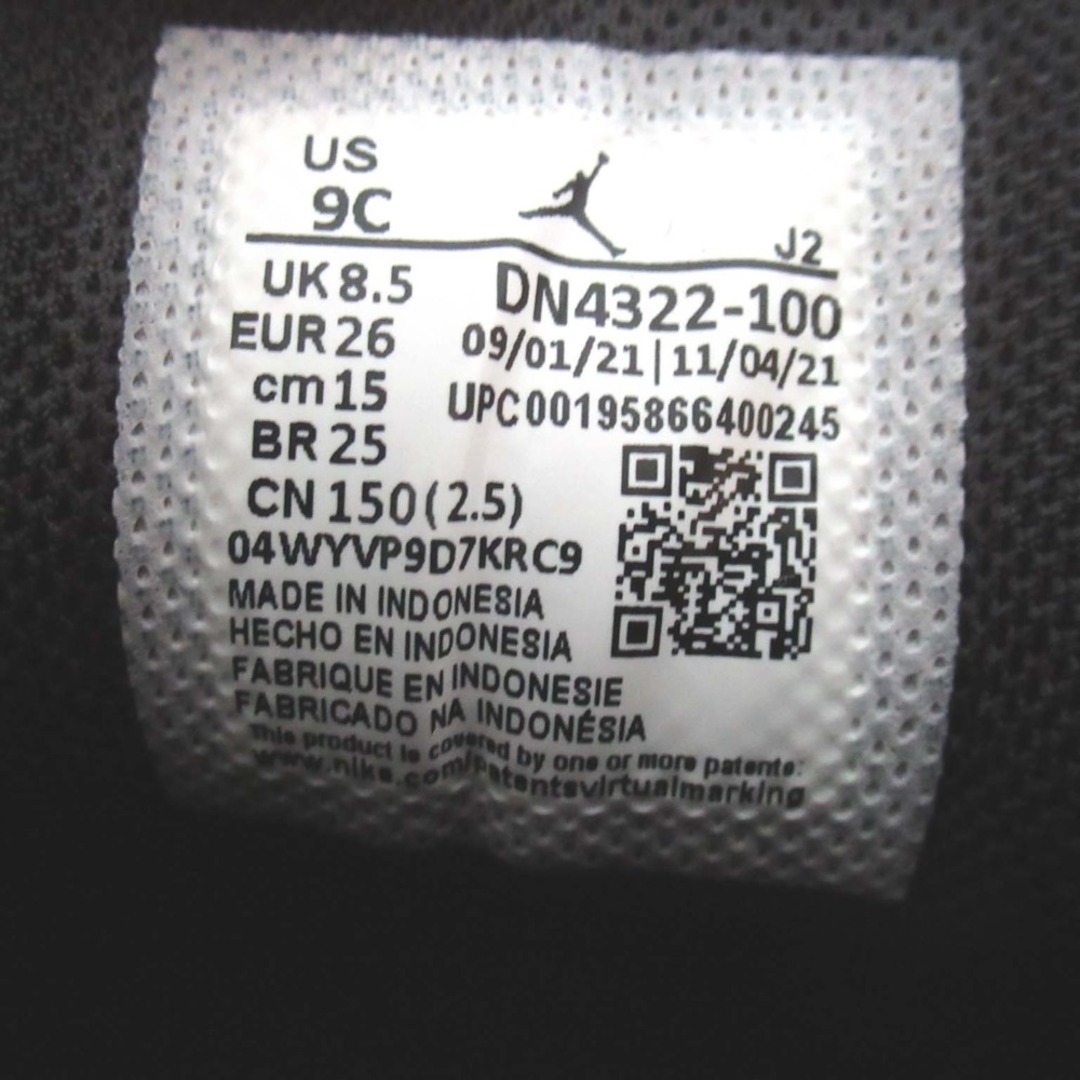 US
9C
J2
UK 8.5
DN4322-100
EUR 26
09/01/21|11/04/21
cm 15
UPC00195866400245
BR 25
CN 150(2.5)
04WYVP9D7KRC9
MADE IN INDONESIA
HECHO EN INDONESIA
FABRIQUE EN INDONESIE
FABRICADO NA INDONÉSIA
this product is covered by one or more patents:
www.nike.com/patentsvirtualmarking